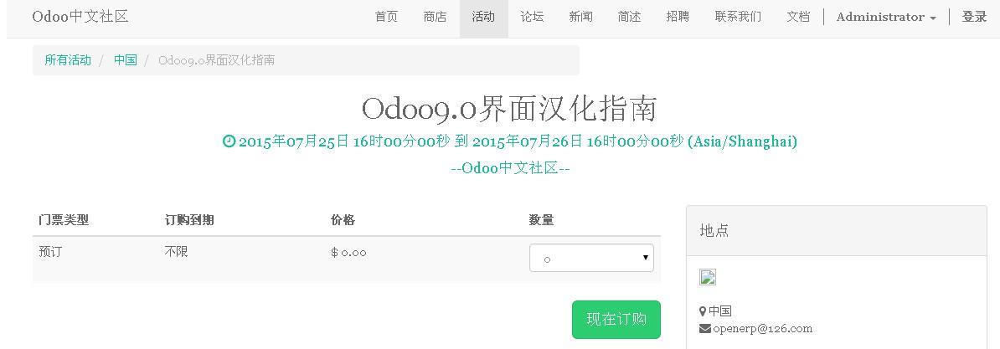 Odoo中文社区 首页 商店 活动 论坛 新闻 简述 招聘 联系我们 文档 Administrator 登录
所有活动 / 中国 / Odoo9.0界面汉化指南
Odoo9.0界面汉化指南
2015年07月25日 16时00分00秒 到 2015年07月26日 16时00分00秒 (Asia/Shanghai)
--Odoo中文社区--
门票类型 订购到期 价格 数量
预订 不限 $ 0.00 0
现在订购
地点
中国
openerp@126.com